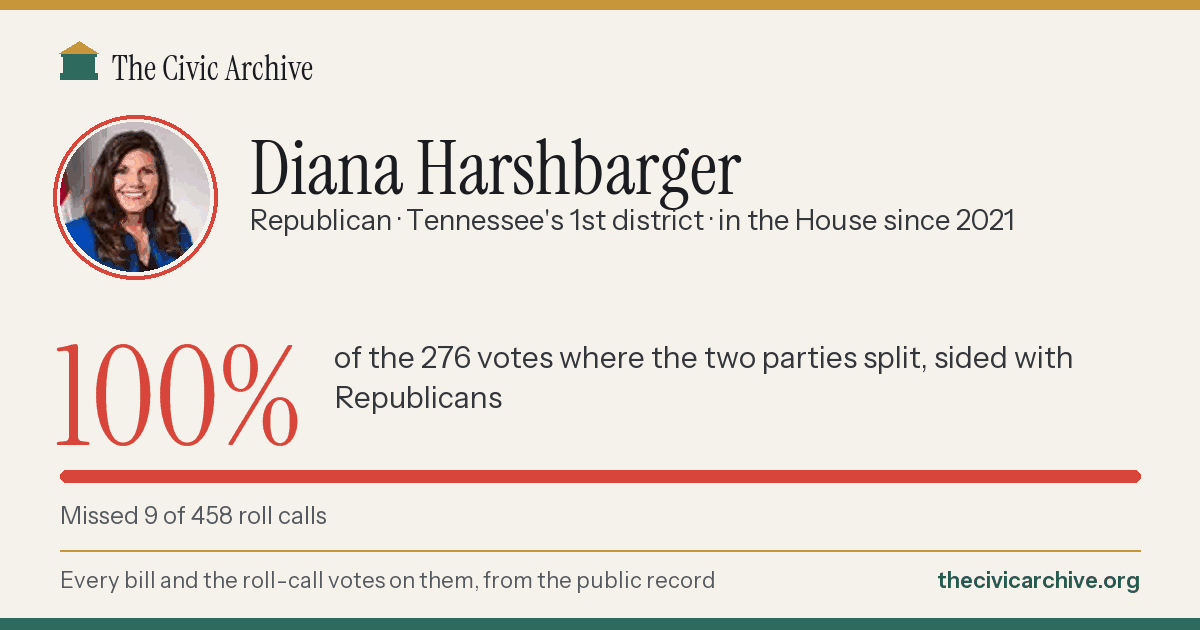 The Civic Archive
Diana Harshbarger
Republican · Tennessee's 1st district · in the House since 2021
100%
of the 276 votes where the two parties split, sided with
Republicans
Missed 9 of 458 roll calls
Every bill and the roll-call votes on them, from the public record
thecivicarchive.org